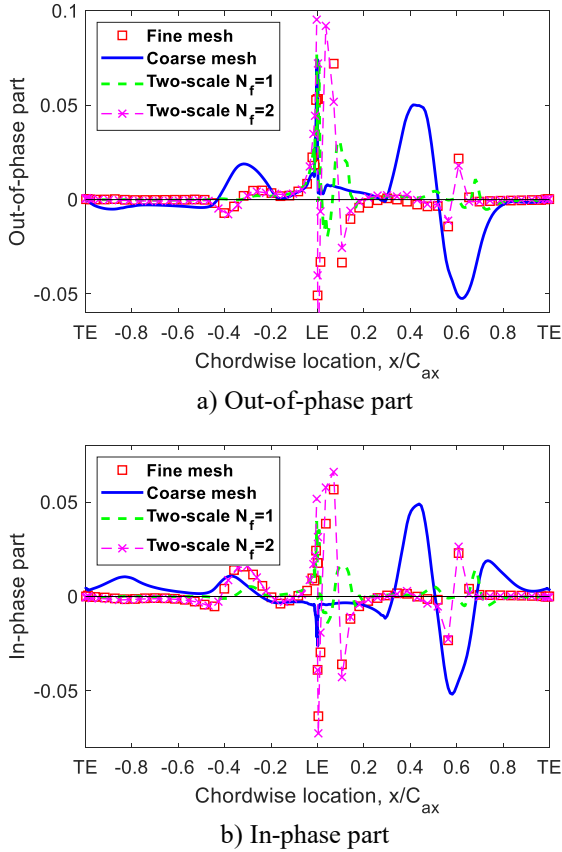 0.1
0.05
0
-0.05
Out-of-phase part
Fine mesh
Coarse mesh
Two-scale N_f=1
Two-scale N_f=2
TE -0.8 -0.6 -0.4 -0.2 LE 0.2 0.4 0.6 0.8 TE
Chordwise location, x/C_ax
a) Out-of-phase part
0.05
0
-0.05
In-phase part
Fine mesh
Coarse mesh
Two-scale N_f=1
Two-scale N_f=2
TE -0.8 -0.6 -0.4 -0.2 LE 0.2 0.4 0.6 0.8 TE
Chordwise location, x/C_ax
b) In-phase part